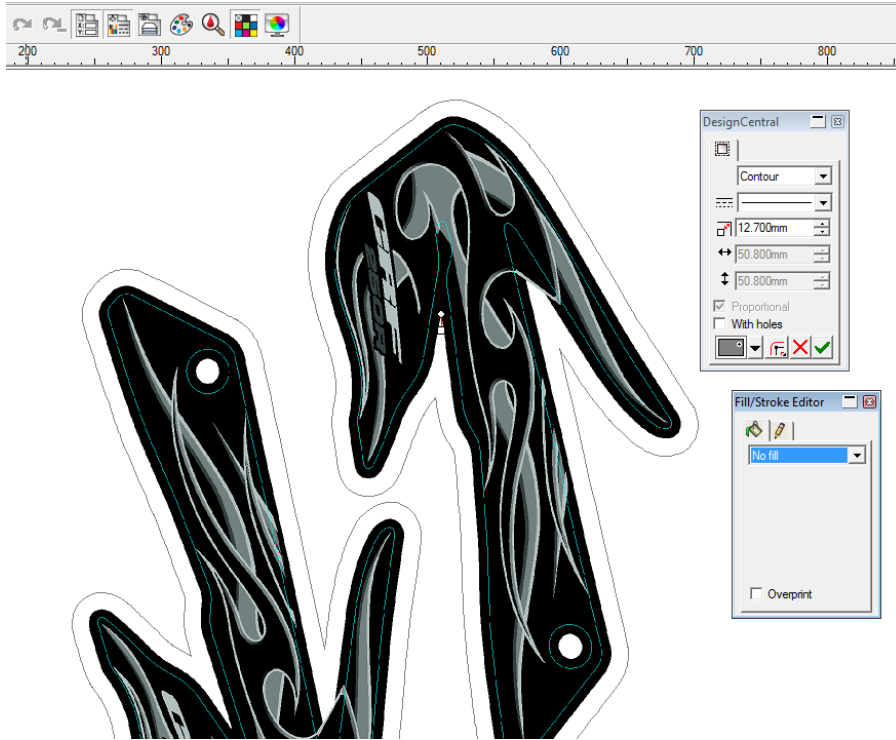 200 300 400 500 600 700 800
DesignCentral
Contour
12.700mm
50.800mm
50.800mm
Proportional
With holes
Fill/Stroke Editor
No fill
Overprint